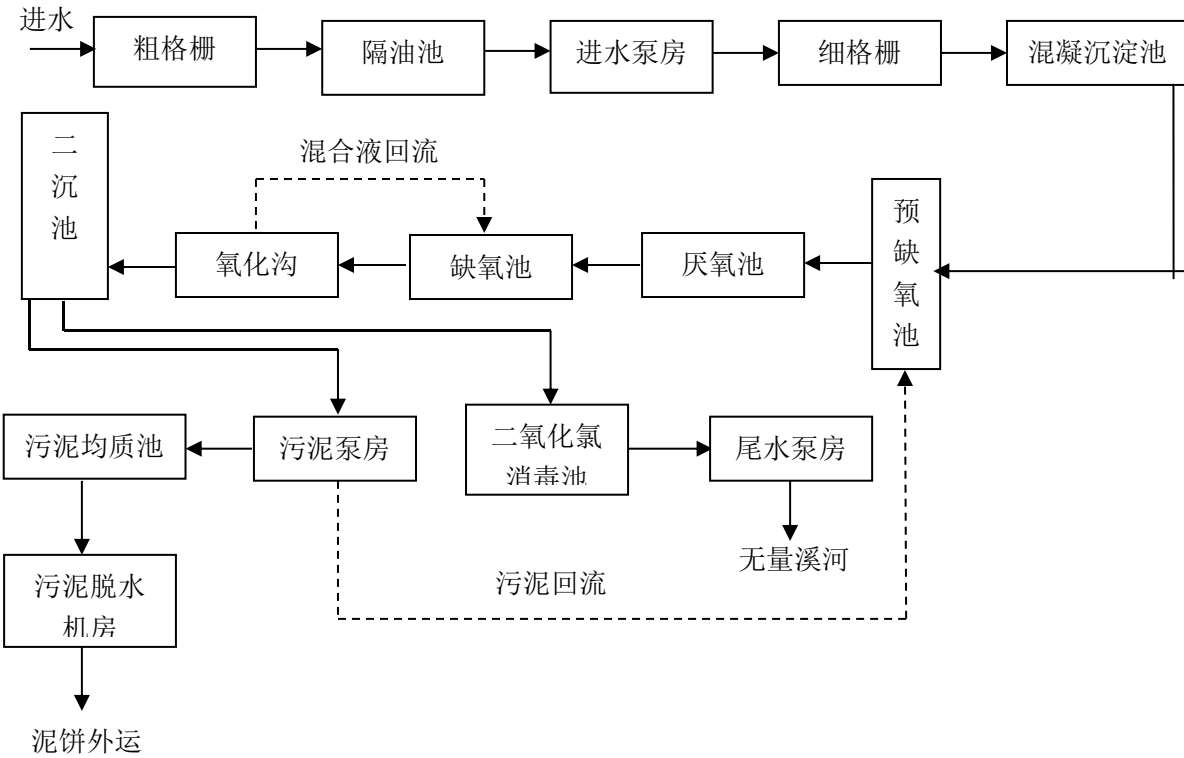 进水
粗格栅
隔油池
进水泵房
细格栅
混凝沉淀池
二
沉
池
混合液回流
氧化沟
缺氧池
厌氧池
预
缺
氧
池
污泥均质池
污泥泵房
二氧化氯
消毒池
尾水泵房
无量溪河
污泥脱水
机房
污泥回流
泥饼外运